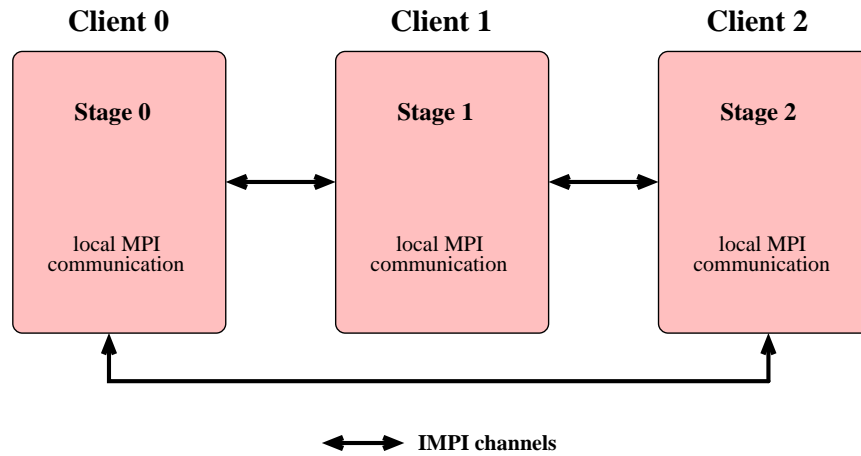 Client 0
Client 1
Client 2
Stage 0
Stage 1
Stage 2
local MPI
communication
local MPI
communication
local MPI
communication
IMPI channels